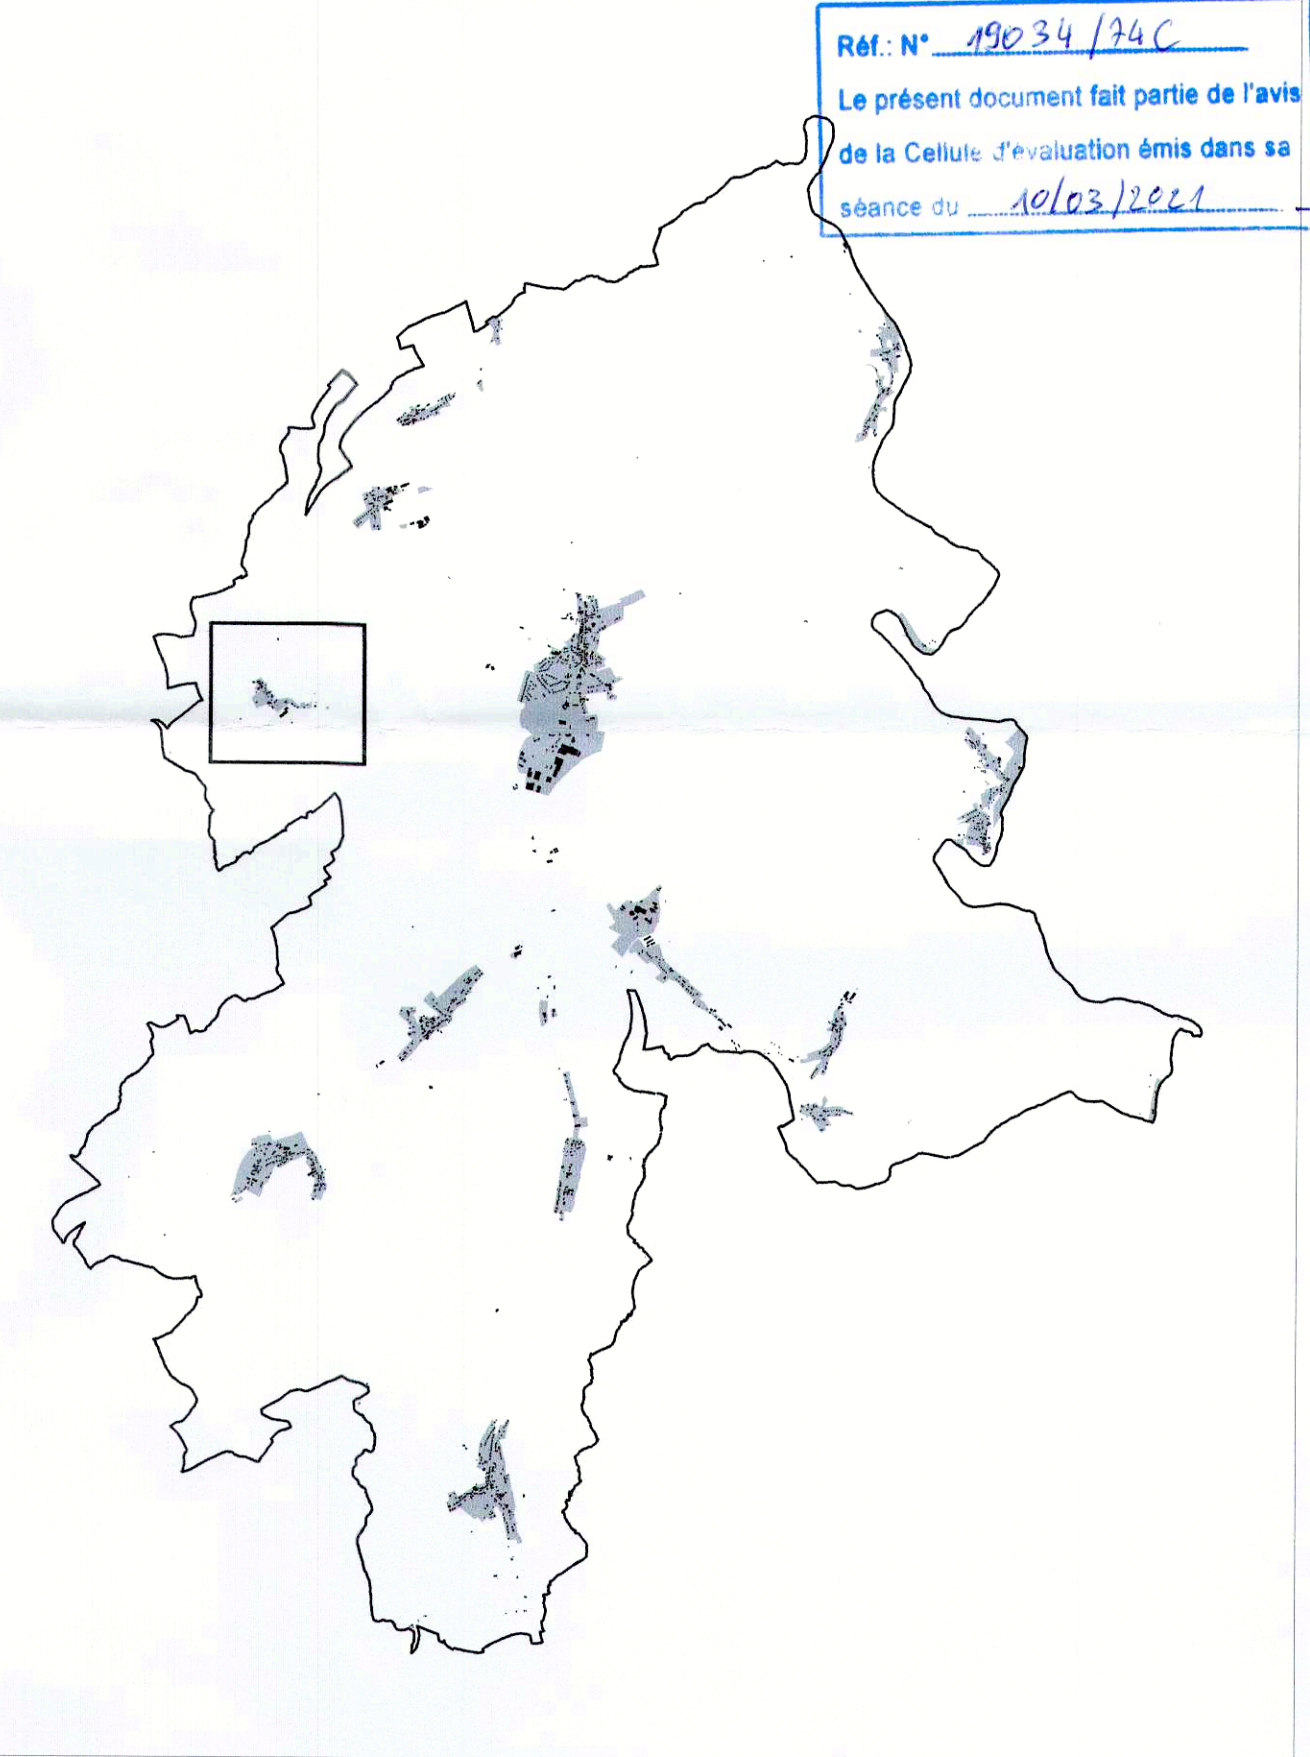 Réf.: N° 19034/74C
Le présent document fait partie de l'avis
de la Cellule d'évaluation émis dans sa
séance du 10/03/2021